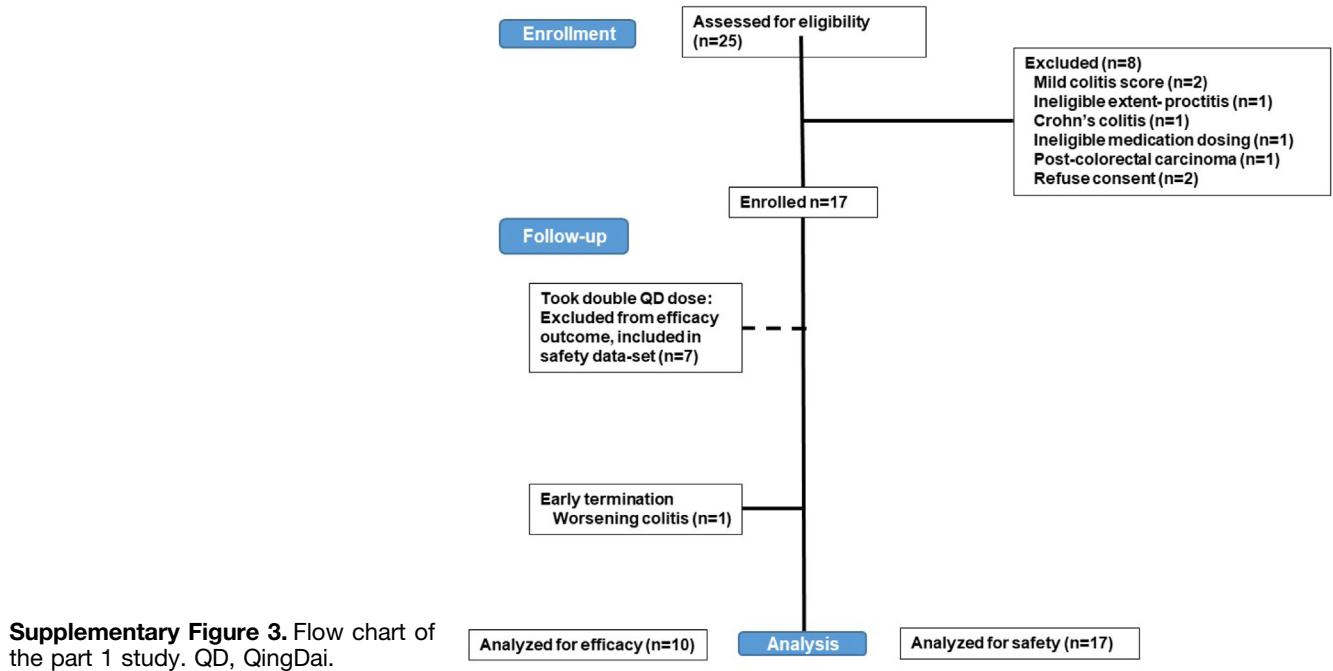 Enrollment
Assessed for eligibility
(n=25)
Excluded (n=8)
Mild colitis score (n=2)
Ineligible extent- proctitis (n=1)
Crohn's colitis (n=1)
Ineligible medication dosing (n=1)
Post-colorectal carcinoma (n=1)
Refuse consent (n=2)
Enrolled n=17
Follow-up
Took double QD dose:
Excluded from efficacy
outcome, included in
safety data-set (n=7)
Early termination
Worsening colitis (n=1)
Supplementary Figure 3. Flow chart of
the part 1 study. QD, QingDai.
Analyzed for efficacy (n=10)
Analysis
Analyzed for safety (n=17)